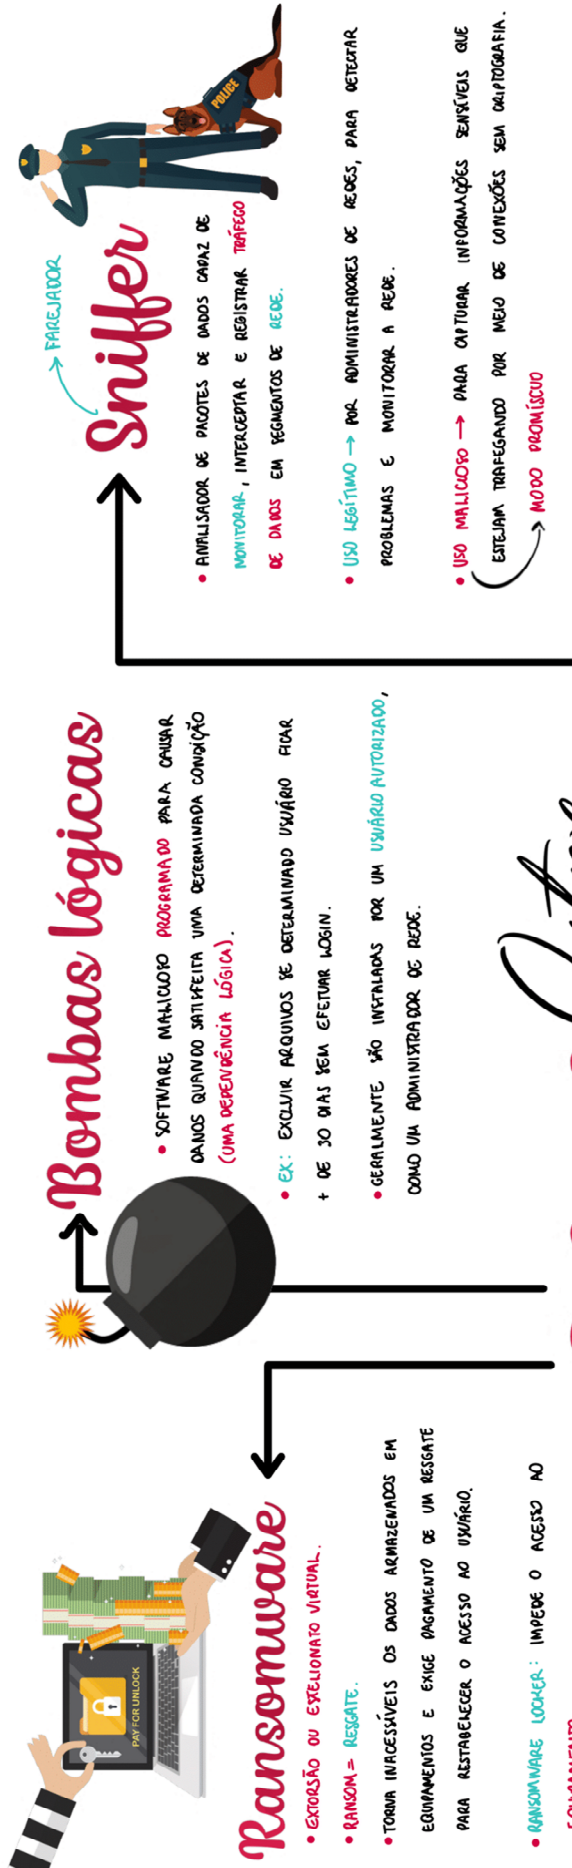 Ransomware
PAY FOR UNLOCK
• EXTORSÃO OU ESTELIONATO VIRTUAL.
• RANSOM = RESGATE.
• TORNA INACESSÁVEIS OS DADOS ARMAZENADOS EM
EQUIPAMENTOS E EXIGE PAGAMENTO DE UM RESGATE
PARA RESTABELECER O ACESSO AO USUÁRIO.
• RANSOMWARE LOCKER: IMPEDE O ACESSO AO
Bombas lógicas
• SOFTWARE MALICIOSO PROGRAMADO PARA CAUSAR
DANOS QUANDO SATISFEITA UMA DETERMINADA CONDIÇÃO
(UMA DEPENDÊNCIA LÓGICA).
• EX: EXCLUIR ARQUIVOS SE DETERMINADO USUÁRIO FICAR
+ DE 30 DIAS SEM EFETUAR LOGIN.
• GERALMENTE SÃO INSTALADAS POR UM USUÁRIO AUTORIZADO,
COMO UM ADMINISTRADOR DE REDE.
FAREJADOR
Sniffer
POLICE
• ANALISADOR DE PACOTES DE DADOS CAPAZ DE
MONITORAR, INTERCEPTAR E REGISTRAR TRÁFEGO
DE DADOS EM SEGMENTOS DE REDE.
• USO LEGÍTIMO → POR ADMINISTRADORES DE REDES, PARA DETECTAR
PROBLEMAS E MONITORAR A REDE.
• USO MALICIOSO → PARA CAPTURAR INFORMAÇÕES SENSÍVEIS QUE
ESTEJAM TRAFEGANDO POR MEIO DE CONEXÕES SEM CRIPTOGRAFIA.
MODO PROMÍSCUO